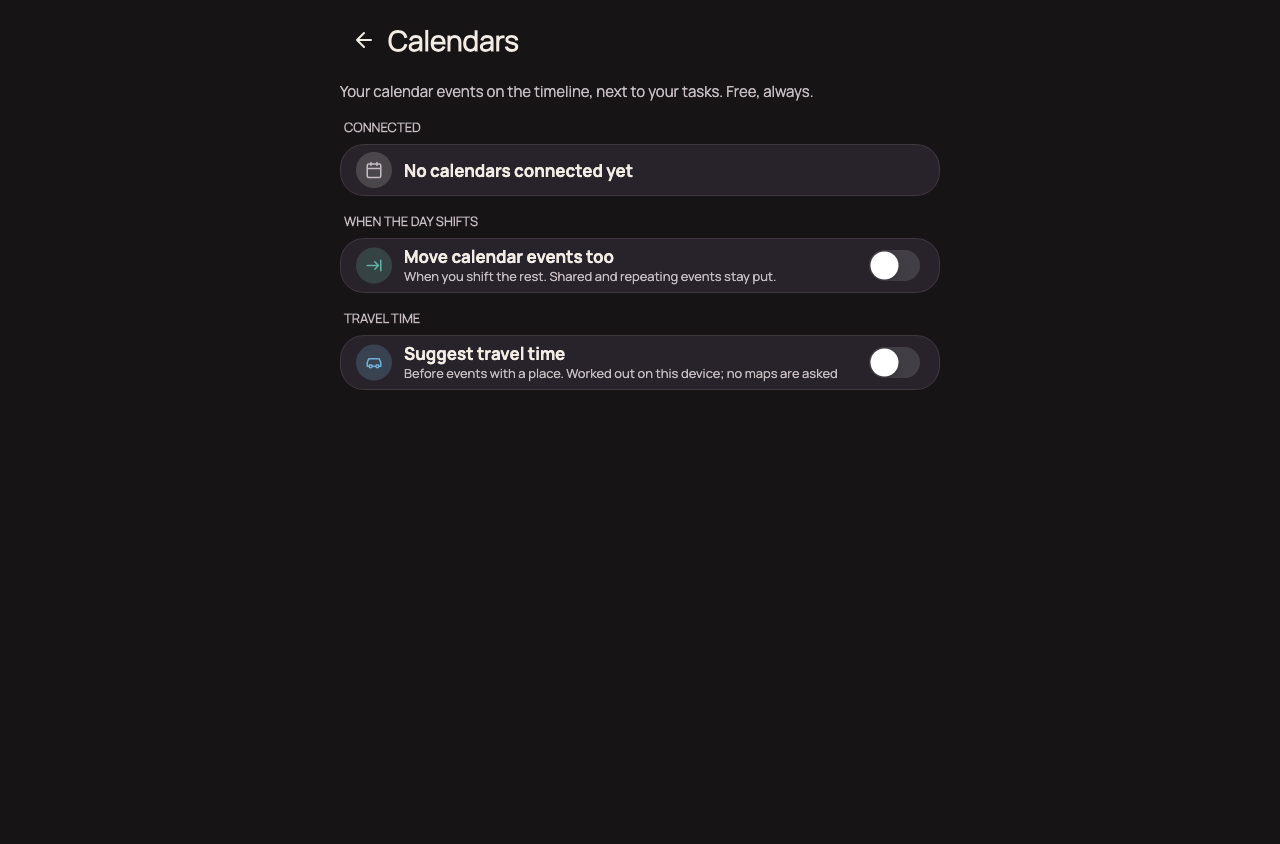 Calendars
Your calendar events on the timeline, next to your tasks. Free, always.
CONNECTED
No calendars connected yet
WHEN THE DAY SHIFTS
Move calendar events too
When you shift the rest. Shared and repeating events stay put.
TRAVEL TIME
Suggest travel time
Before events with a place. Worked out on this device; no maps are asked